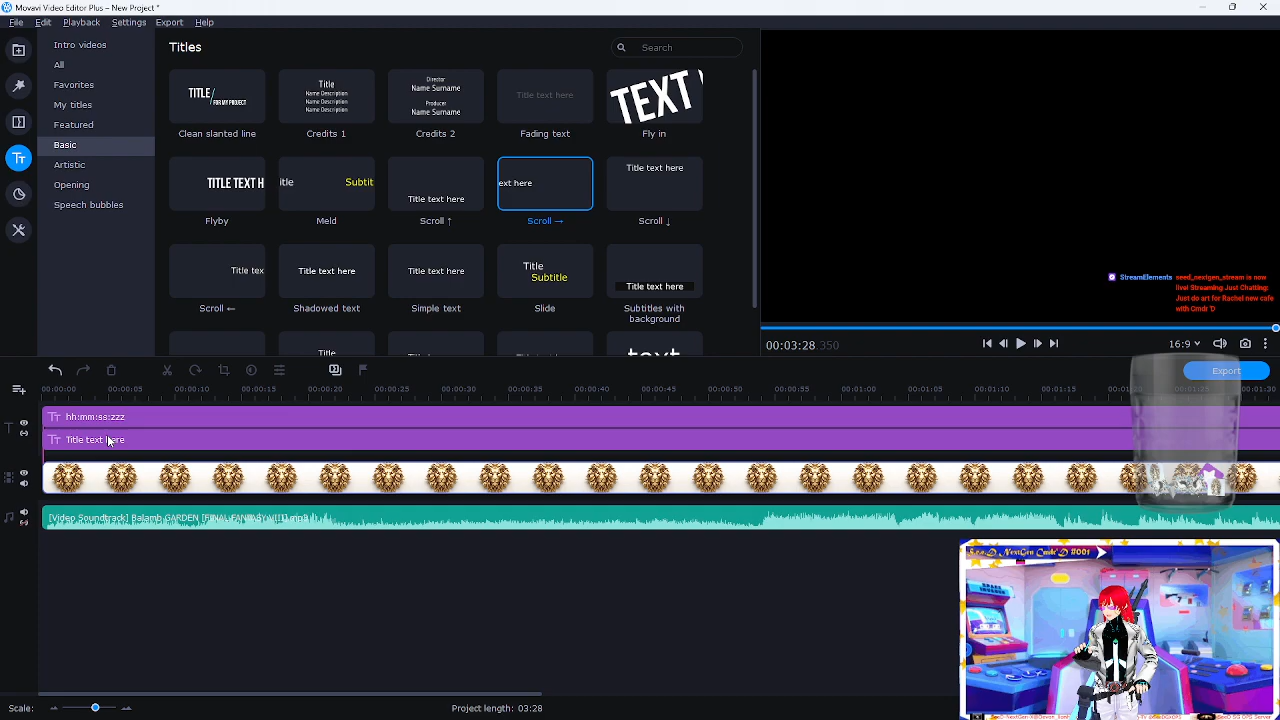 Movavi Video Editor Plus – New Project *
File Edit Playback Settings Export Help
Intro videos
All
Favorites
My titles
Featured
Basic
Artistic
Opening
Speech bubbles
Titles
Search
TITLE/ FOR MY PROJECT
Clean slanted line
Title
Name Description
Name Description
Name Description
Credits 1
Director
Name Surname
Producer
Name Surname
Credits 2
Title text here
Fading text
TEXT
Fly in
TITLE TEXT H
Flyby
itle Subtit
Meld
Title text here
Scroll ↑
ext here
Scroll →
Title text here
Scroll ↓
Title tex
Scroll ←
Title text here
Shadowed text
Title text here
Simple text
Title
Subtitle
Slide
Title text here
Subtitles with
background
Title
text
StreamElements seed_nextgen_stream is now
live! Streaming Just Chatting:
Just do art for Rachel new cafe
with Cmdr 'D
00:03:28.350
16:9
Export
00:00:00 00:00:05 00:00:10 00:00:15 00:00:20 00:00:25 00:00:30 00:00:35 00:00:40 00:00:45 00:00:50 00:00:55 00:01:00 00:01:05 00:01:10 00:01:15 00:01:20 00:01:25 00:01:30
Tт hh:mm:ss:zzz
Tт Title text here
[Video Soundtrack] Balamb GARDEN [FINAL FANTASY VIII].mp3
S.e.e.D. NextGen Cmdr'D #001
Scale:
Project length: 03:28